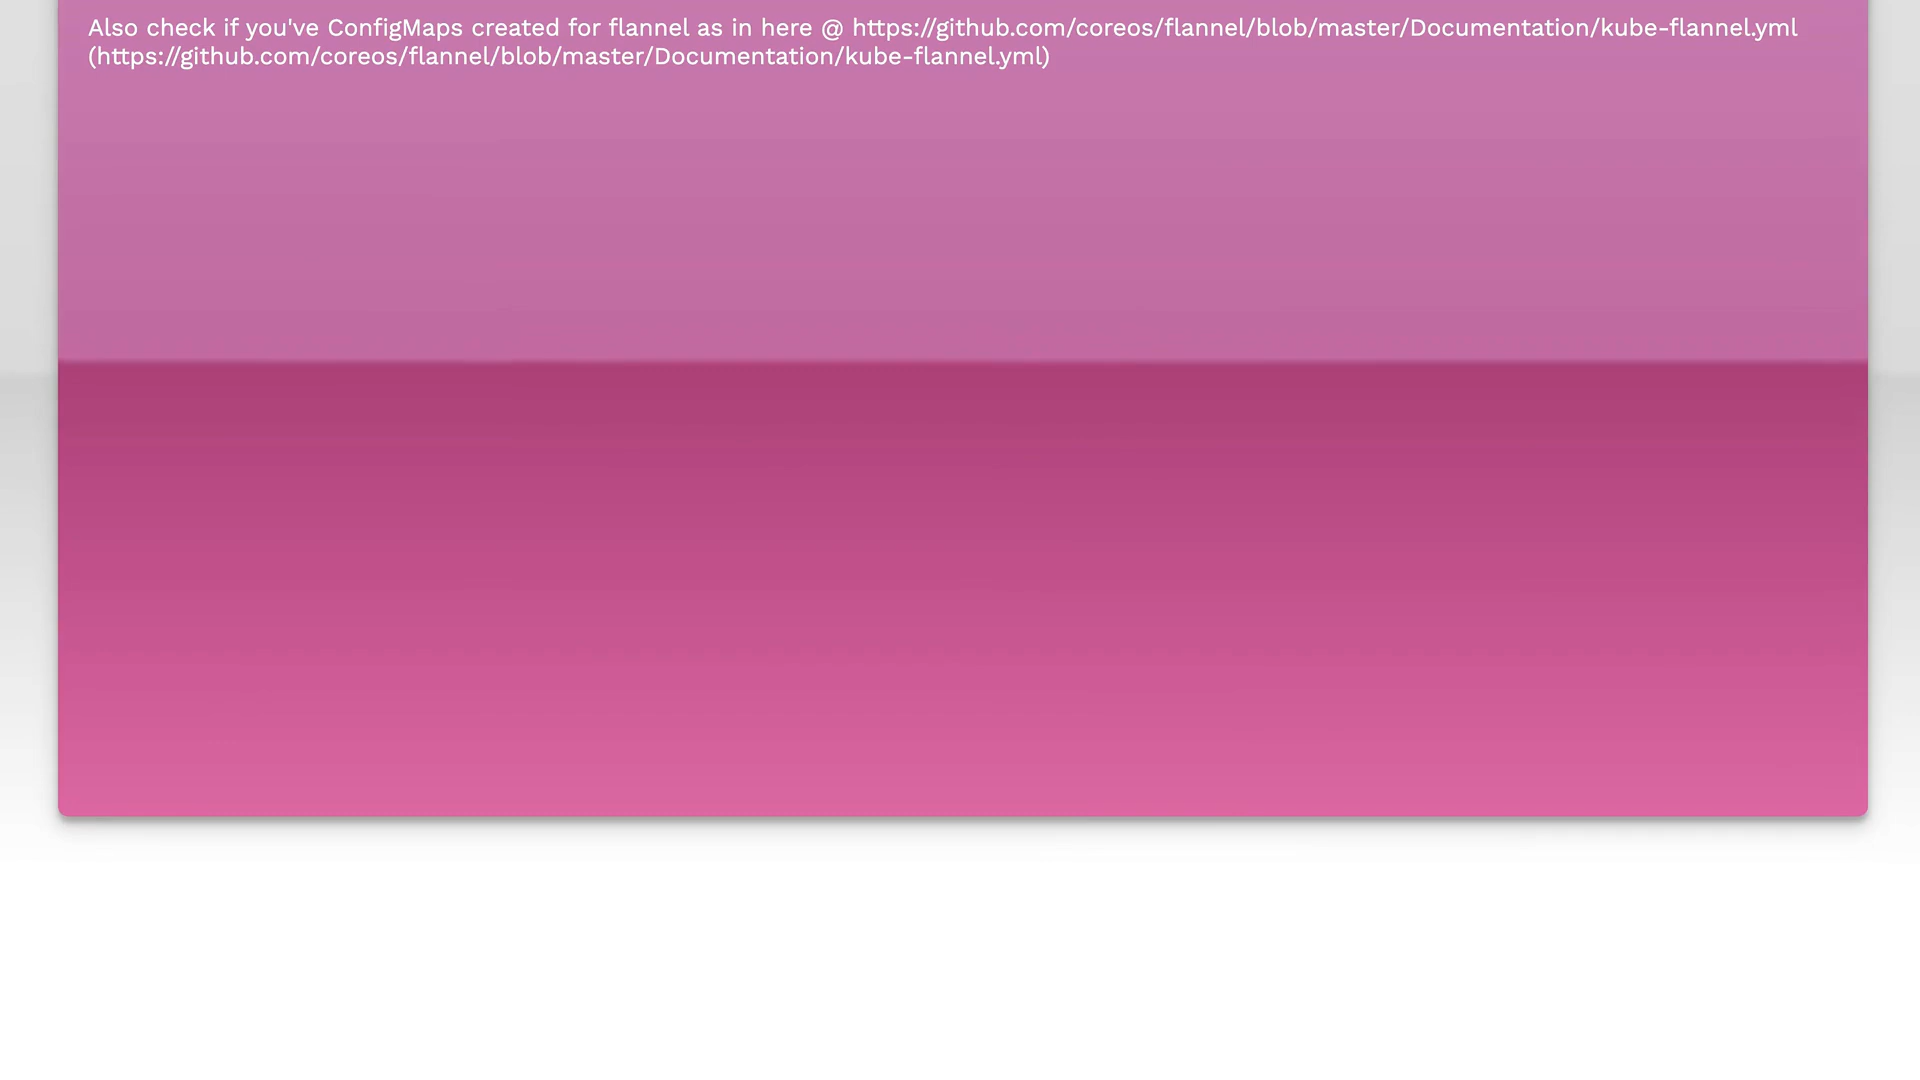 Also check if you've ConfigMaps created for flannel as in here @ https://github.com/coreos/flannel/blob/master/Documentation/kube-flannel.yml
(https://github.com/coreos/flannel/blob/master/Documentation/kube-flannel.yml)